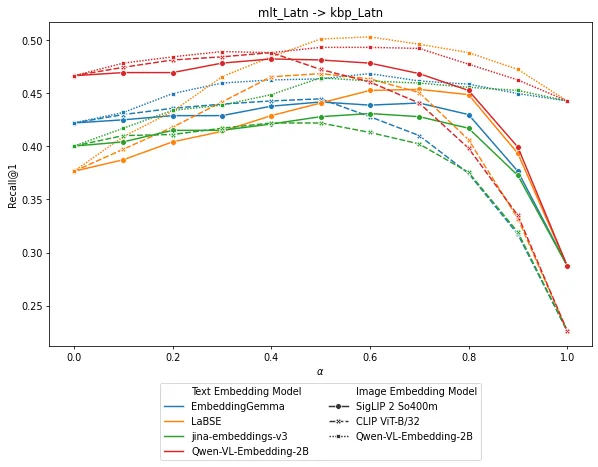 mlt_Latn -> kbp_Latn
Recall@1
0.50
0.45
0.40
0.35
0.30
0.25
0.0
0.2
0.4
0.6
0.8
1.0
α
Text Embedding Model
EmbeddingGemma
LaBSE
jina-embeddings-v3
Qwen-VL-Embedding-2B
Image Embedding Model
SigLIP 2 So400m
CLIP ViT-B/32
Qwen-VL-Embedding-2B